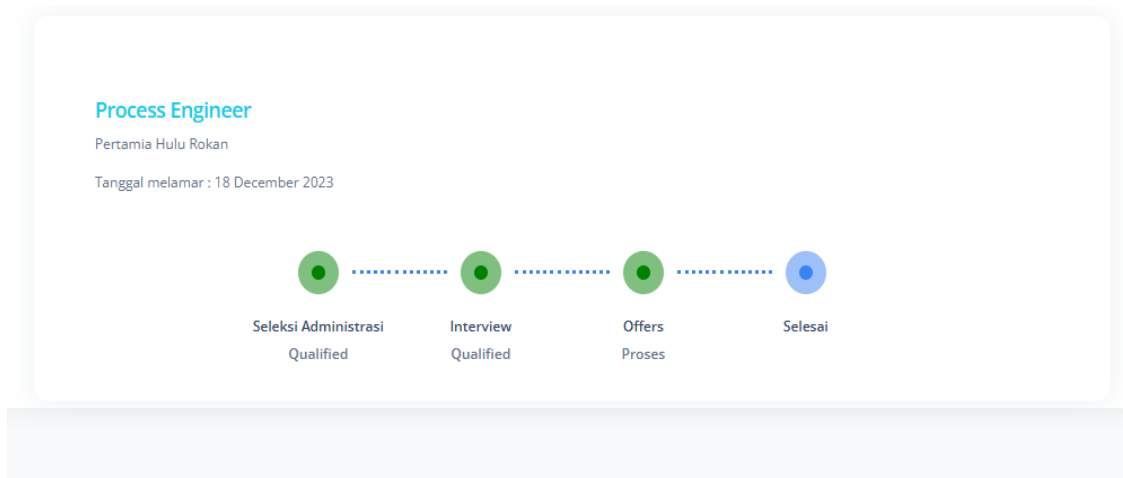 Process Engineer
Pertamia Hulu Rokan
Tanggal melamar : 18 December 2023
Seleksi Administrasi
Qualified
Interview
Qualified
Offers
Proses
Selesai